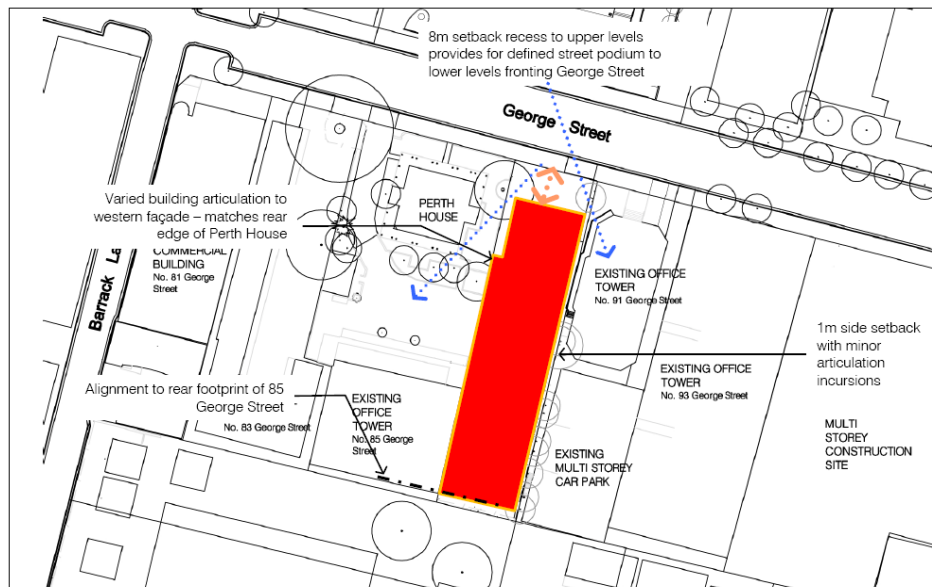 8m setback recess to upper levels
provides for defined street podium to
lower levels fronting George Street
George Street
Varied building articulation to
western façade – matches rear
edge of Perth House
PERTH
HOUSE
COMMERCIAL
BUILDING
No. 81 George
Street
Barrack La
EXISTING OFFICE
TOWER
No. 91 George Street
1m side setback
with minor
articulation
incursions
EXISTING OFFICE
TOWER
No. 93 George Street
Alignment to rear footprint of 85
George Street
No. 83 George Street
EXISTING
OFFICE
TOWER
No. 85 George
Street
EXISTING
MULTI STOREY
CAR PARK
MULTI
STOREY
CONSTRUCTION
SITE